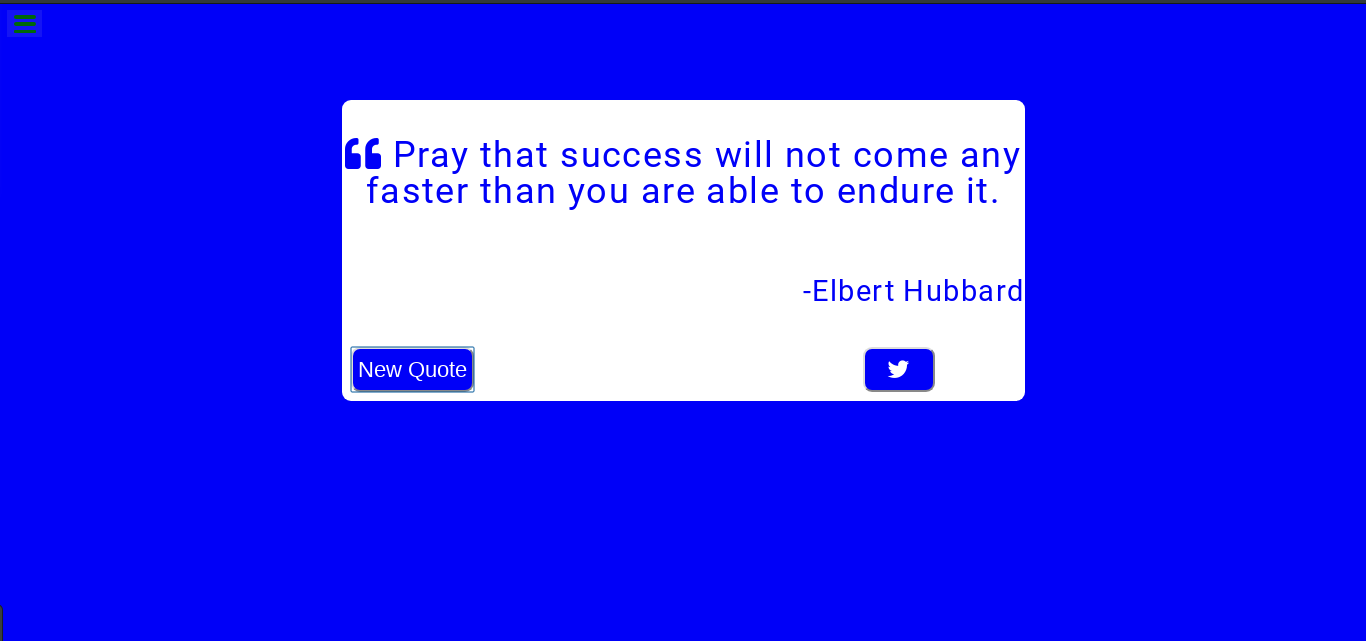 Pray that success will not come any
faster than you are able to endure it.
-Elbert Hubbard
New Quote